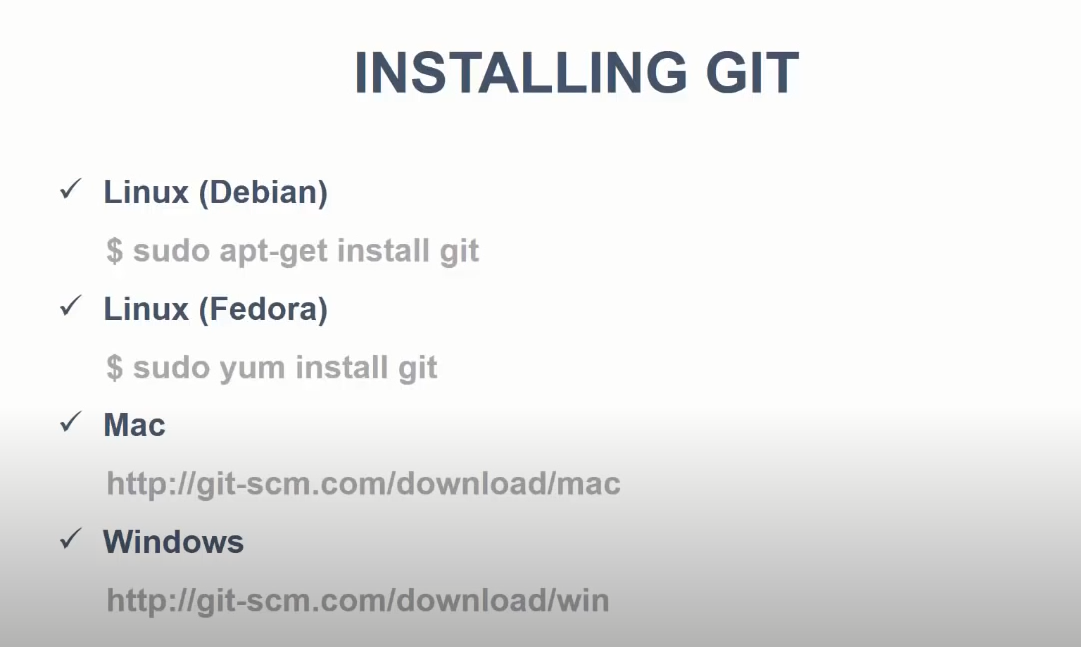 INSTALLING GIT
✓ Linux (Debian)
$ sudo apt-get install git
✓ Linux (Fedora)
$ sudo yum install git
✓ Mac
http://git-scm.com/download/mac
✓ Windows
http://git-scm.com/download/win